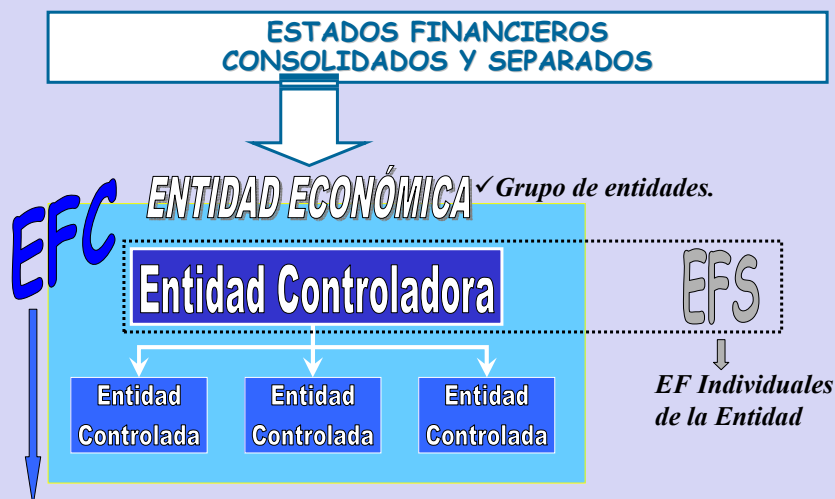 ESTADOS FINANCIEROS
CONSOLIDADOS Y SEPARADOS
EFC
ENTIDAD ECONÓMICA
✓Grupo de entidades.
Entidad Controladora
EFS
Entidad
Controlada
Entidad
Controlada
Entidad
Controlada
EF Individuales
de la Entidad